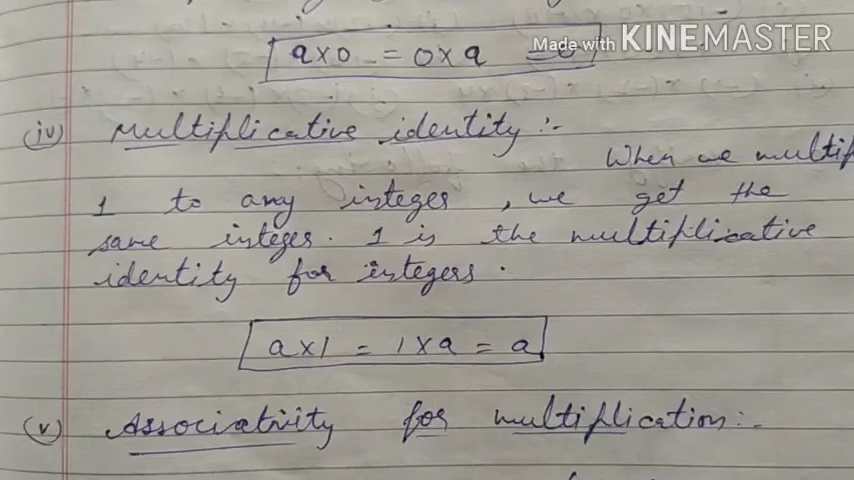 a x 0 = 0 x a = 0
Made with KINEMASTER
(iv) Multiplicative identity :-
When we multip
1 to any integer, we get the
same integer. 1 is the multiplicative
identity for integers.
a x 1 = 1 x a = a
(v) Associativity for multiplication :-